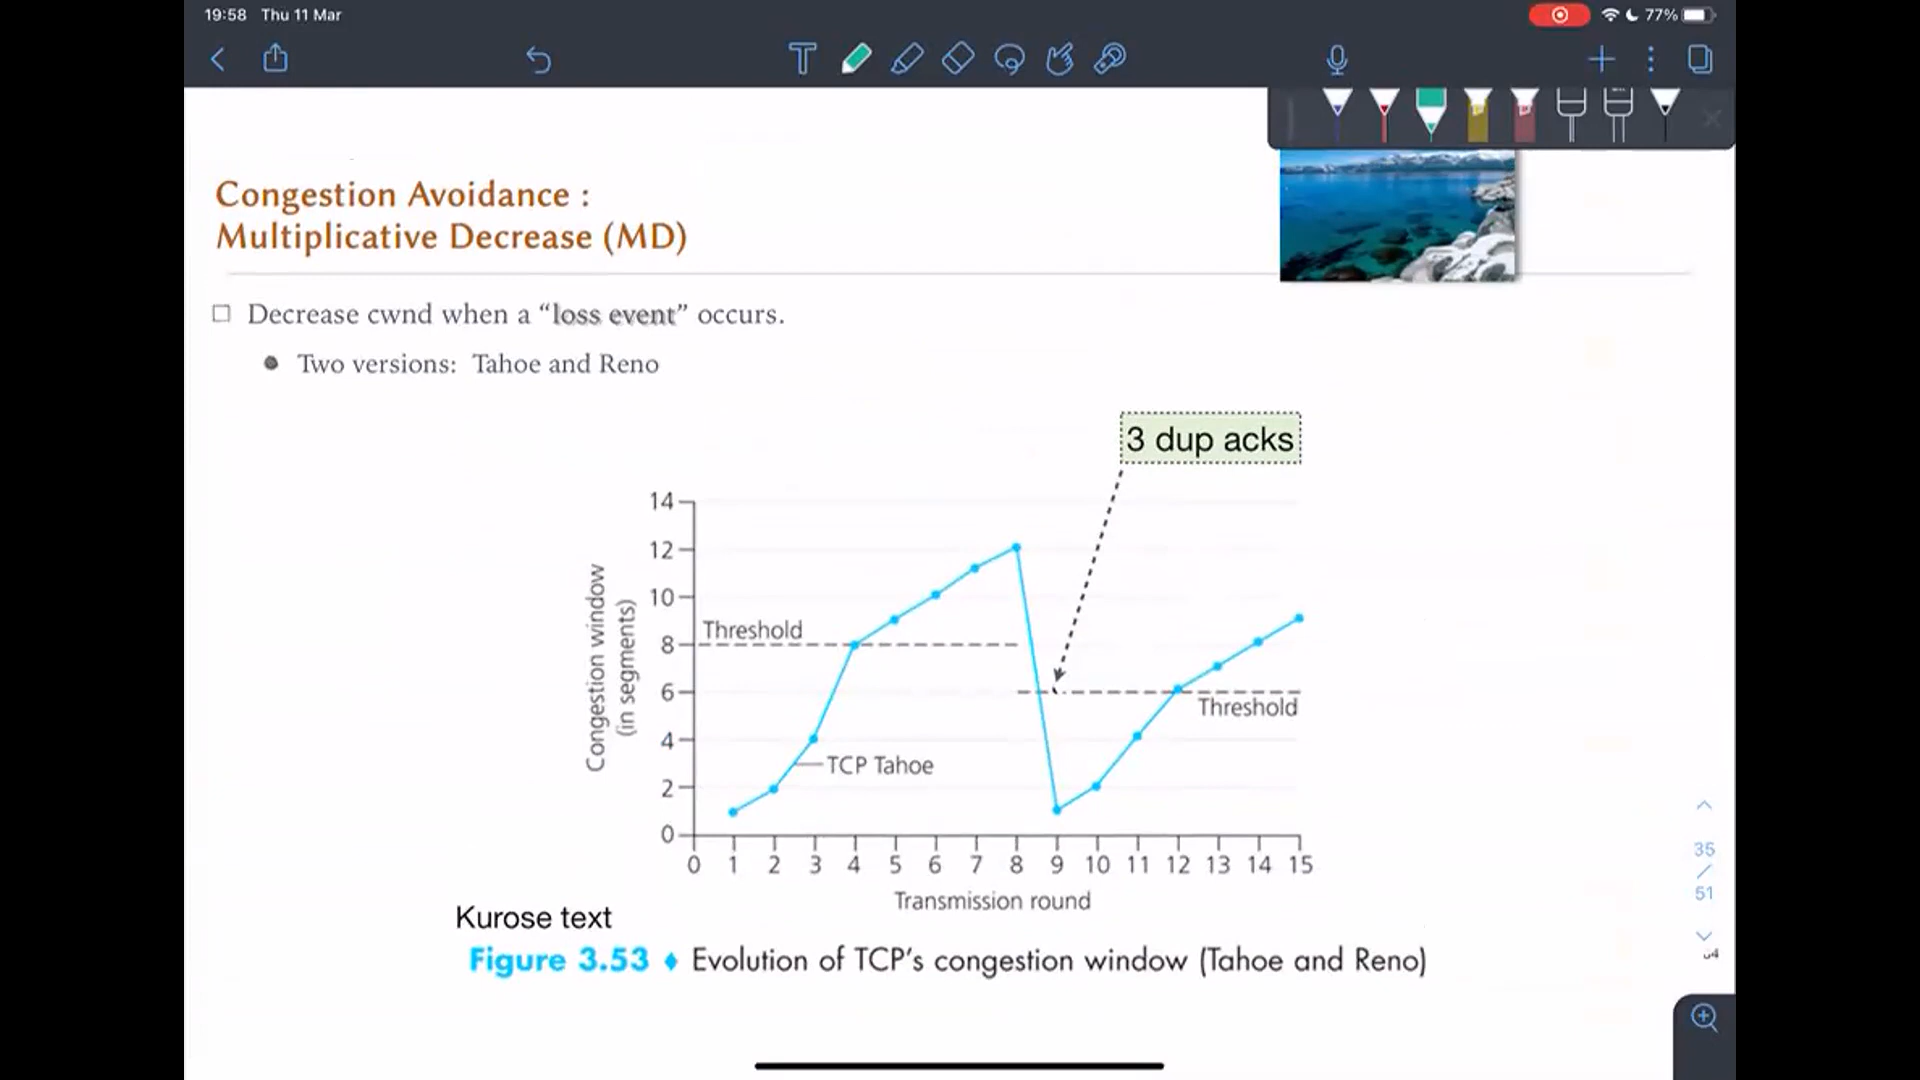 19:58 Thu 11 Mar
77%
Congestion Avoidance :
Multiplicative Decrease (MD)
Decrease cwnd when a “loss event” occurs.
Two versions: Tahoe and Reno
3 dup acks
Congestion window
(in segments)
14
12
10
8
6
4
2
0
Threshold
Threshold
TCP Tahoe
0 1 2 3 4 5 6 7 8 9 10 11 12 13 14 15
Transmission round
Kurose text
Figure 3.53 ♦ Evolution of TCP's congestion window (Tahoe and Reno)
35
/
51